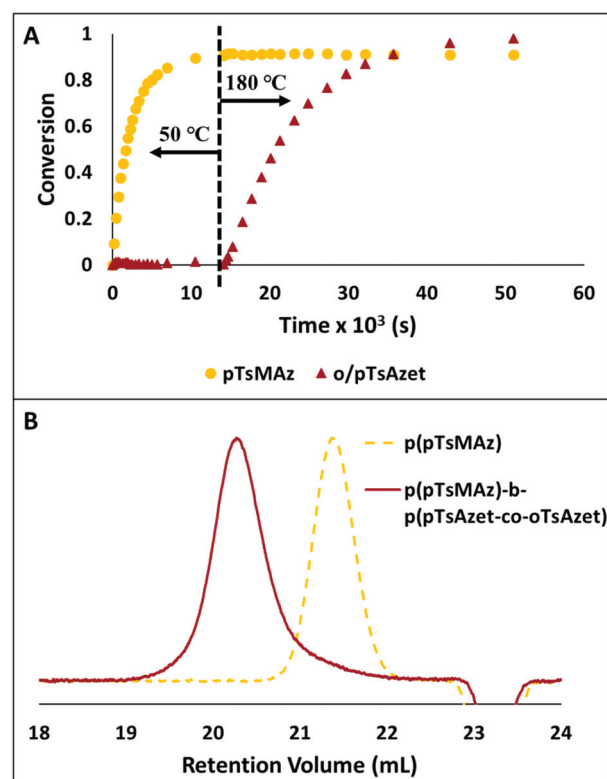 A
Conversion
1
0.8
0.6
0.4
0.2
0
180 °C
50 °C
0 10 20 30 40 50 60
Time x 10³ (s)
pTsMAz o/pTsAzet
B
p(pTsMAz)
p(pTsMAz)-b-
p(pTsAzet-co-oTsAzet)
18 19 20 21 22 23 24
Retention Volume (mL)